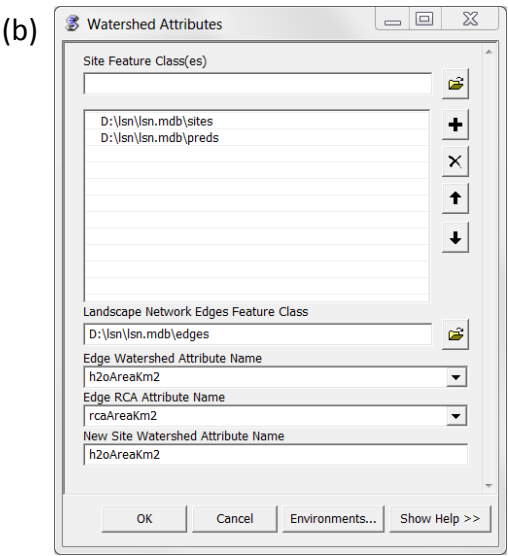 (b)
Watershed Attributes
Site Feature Class(es)
D:\lsn\lsn.mdb\sites
D:\lsn\lsn.mdb\preds
Landscape Network Edges Feature Class
D:\lsn\lsn.mdb\edges
Edge Watershed Attribute Name
h2oAreaKm2
Edge RCA Attribute Name
rcaAreaKm2
New Site Watershed Attribute Name
h2oAreaKm2
OK Cancel Environments... Show Help >>